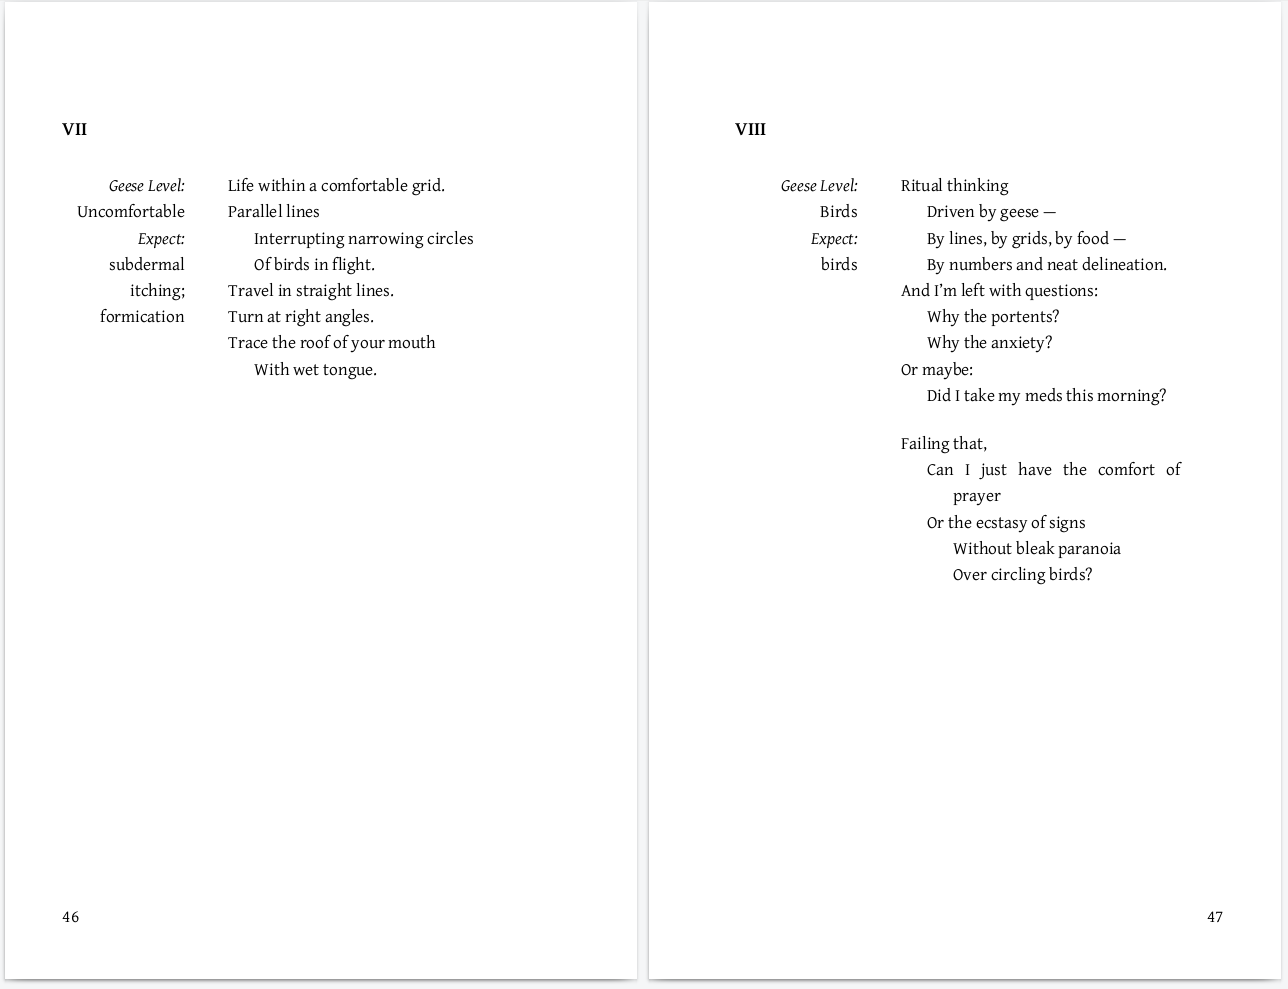 VII
Geese Level:
Uncomfortable
Expect:
subdermal
itching;
formication
Life within a comfortable grid.
Parallel lines
Interrupting narrowing circles
Of birds in flight.
Travel in straight lines.
Turn at right angles.
Trace the roof of your mouth
With wet tongue.
46
VIII
Geese Level:
Birds
Expect:
birds
Ritual thinking
Driven by geese —
By lines, by grids, by food —
By numbers and neat delineation.
And I’m left with questions:
Why the portents?
Why the anxiety?
Or maybe:
Did I take my meds this morning?
Failing that,
Can I just have the comfort of
prayer
Or the ecstasy of signs
Without bleak paranoia
Over circling birds?
47